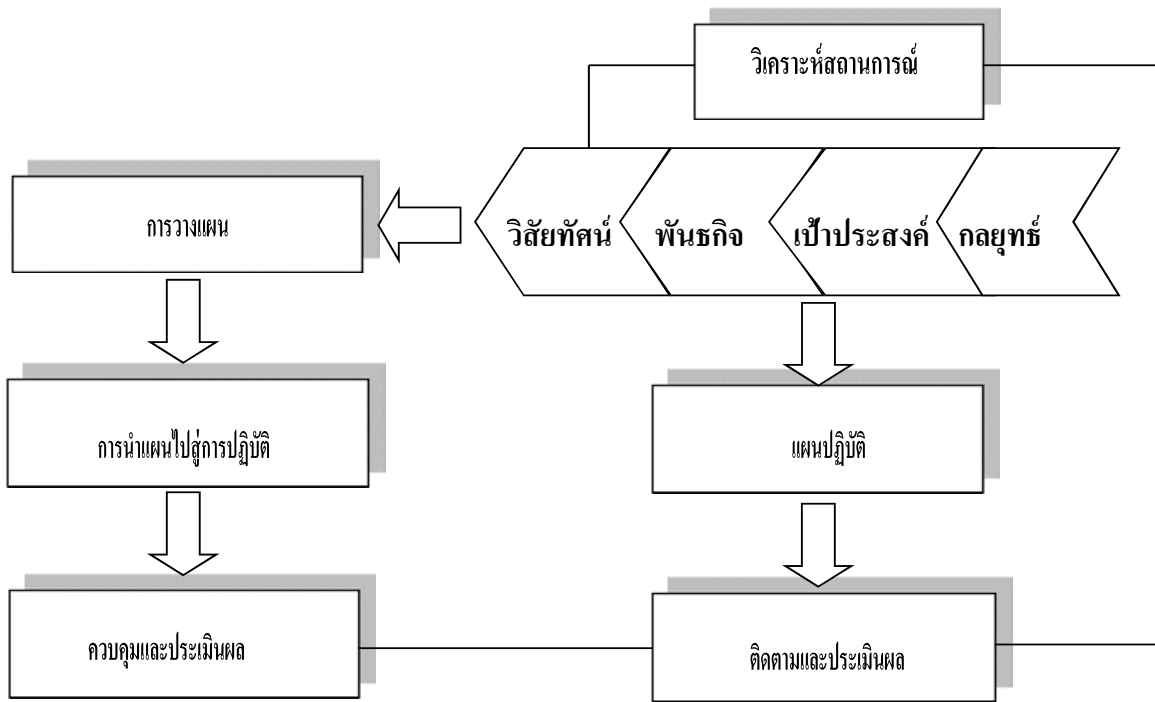 วิเคราะห์สถานการณ์
การวางแผน
วิสัยทัศน์ พันธกิจ เป้าประสงค์ กลยุทธ์
การนำแผนไปสู่การปฏิบัติ
แผนปฏิบัติ
ควบคุมและประเมินผล
ติดตามและประเมินผล